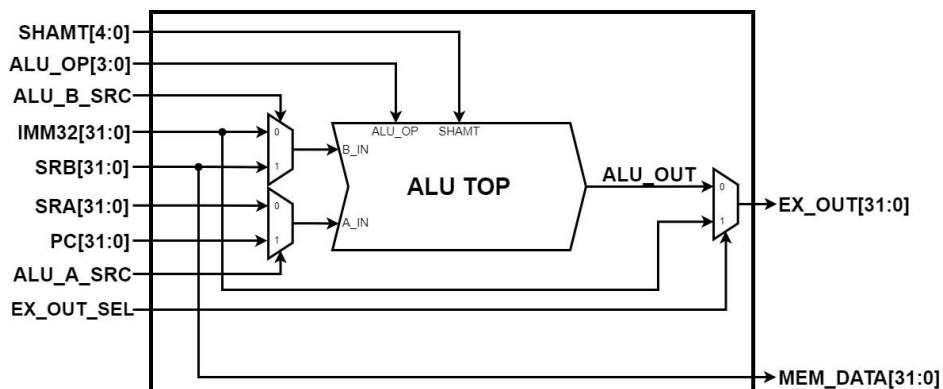 SHAMT[4:0]
ALU_OP[3:0]
ALU_B_SRC
IMM32[31:0]
SRB[31:0]
SRA[31:0]
PC[31:0]
ALU_A_SRC
EX_OUT_SEL
0
1
0
1
ALU_OP
SHAMT
B_IN
A_IN
ALU TOP
ALU_OUT
0
1
EX_OUT[31:0]
MEM_DATA[31:0]